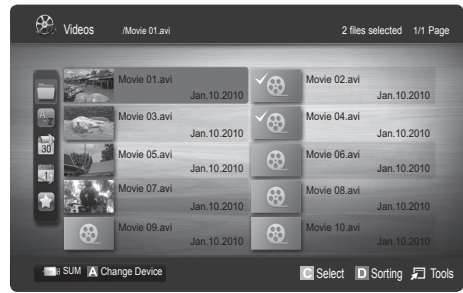 Videos /Movie 01.avi 2 files selected 1/1 Page
Movie 01.avi Movie 02.avi
Jan.10.2010 Jan.10.2010
Movie 03.avi Movie 04.avi
Jan.10.2010 Jan.10.2010
Movie 05.avi Movie 06.avi
Jan.10.2010 Jan.10.2010
Movie 07.avi Movie 08.avi
Jan.10.2010 Jan.10.2010
Movie 09.avi Movie 10.avi
Jan.10.2010 Jan.10.2010
SUM A Change Device C Select D Sorting Tools